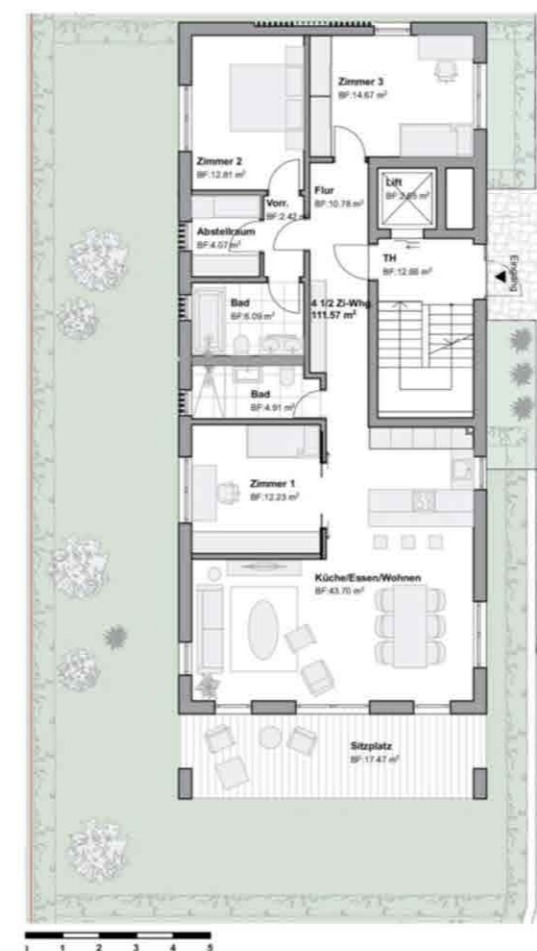 Zimmer 3
BF:14.67 m²
Zimmer 2
BF:12.81 m²
Flur
BF:10.78 m²
Lift
Vorr.
BF:2.42 m²
Abstellraum
BF:4.07 m²
TH
BF:12.88 m²
Eingang
Bad
BF:6.09 m²
4 1/2 Zi-Whg.
111.57 m²
Bad
BF:4.91 m²
Zimmer 1
BF:12.23 m²
Küche/Essen/Wohnen
BF:43.70 m²
Sitzplatz
BF:17.47 m²
1 2 3 4 5